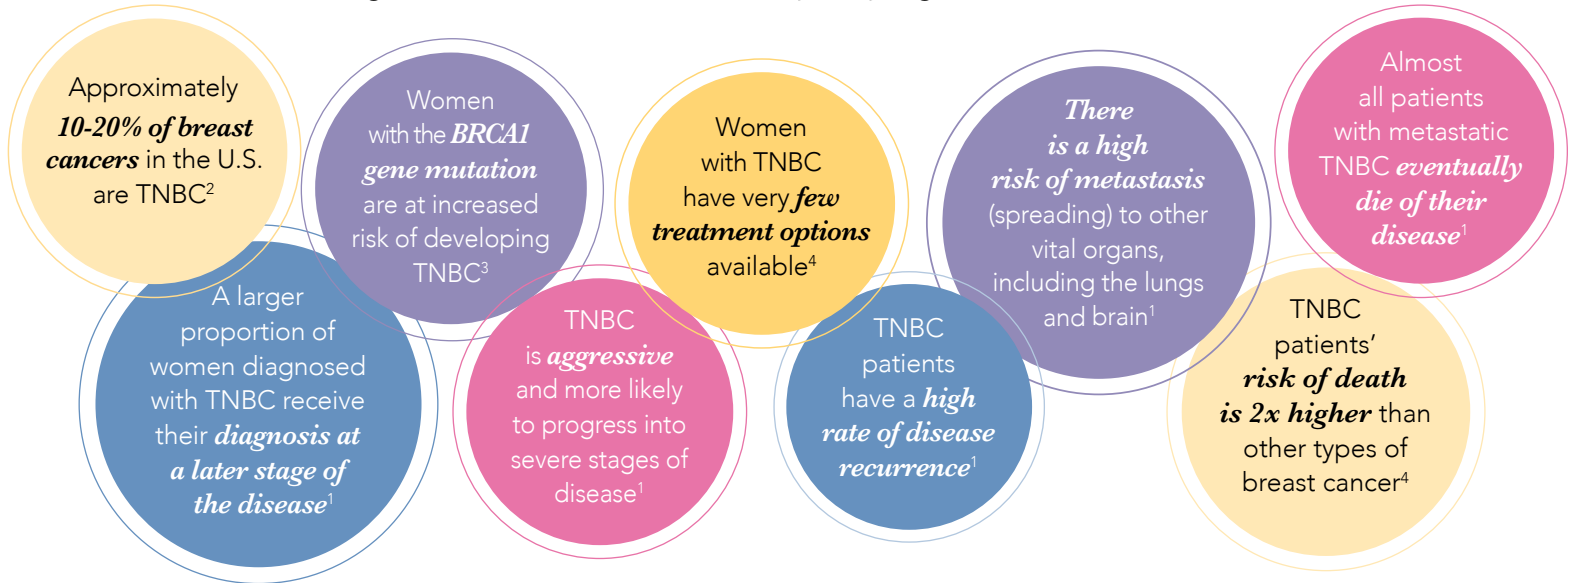 Approximately
10-20% of breast
cancers in the U.S.
are TNBC2
Women
with the BRCA1
gene mutation
are at increased
risk of developing
TNBC3
Women
with TNBC
have very few
treatment options
available4
There
is a high
risk of metastasis
(spreading) to other
vital organs,
including the lungs
and brain1
Almost
all patients
with metastatic
TNBC eventually
die of their
disease1
A larger
proportion of
women diagnosed
with TNBC receive
their diagnosis at
a later stage of
the disease1
TNBC
is aggressive
and more likely
to progress into
severe stages of
disease1
TNBC
patients
have a high
rate of disease
recurrence1
TNBC
patients’
risk of death
is 2x higher than
other types of
breast cancer4